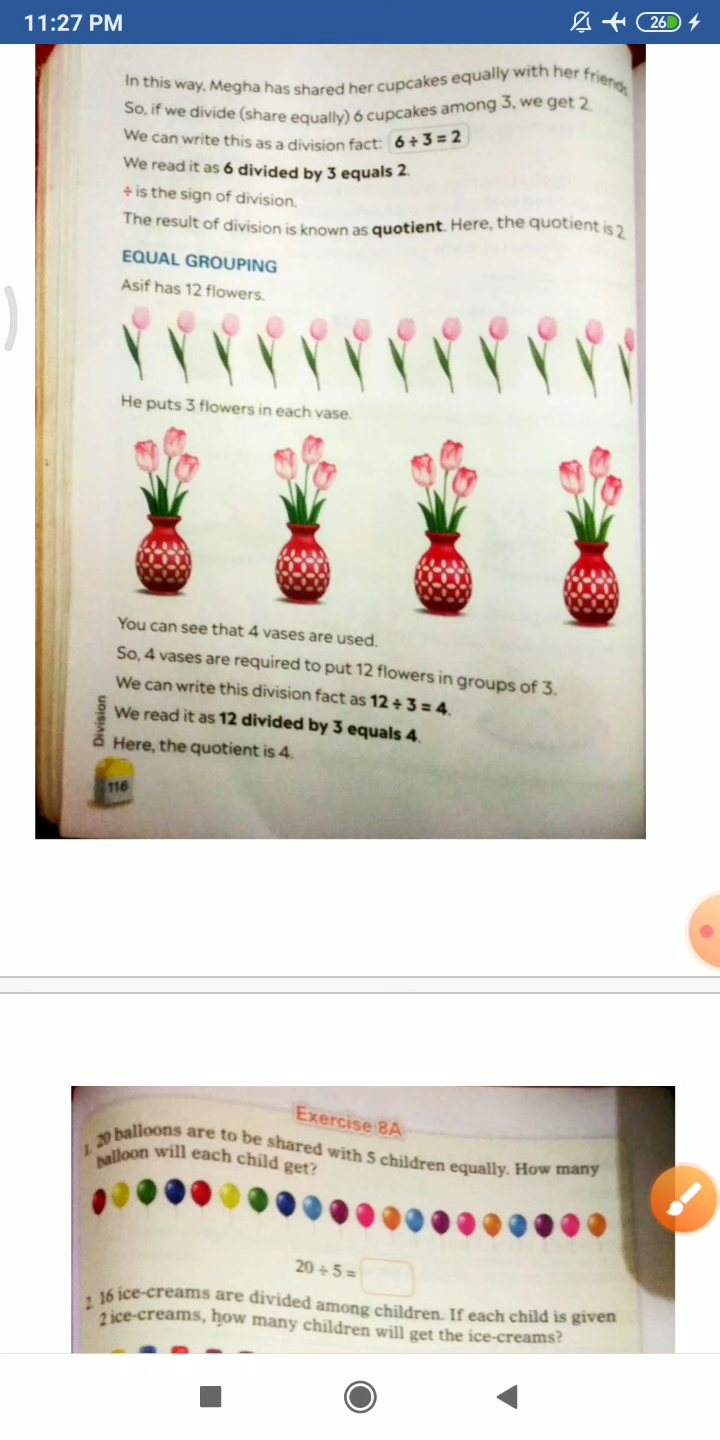 11:27 PM
26
In this way, Megha has shared her cupcakes equally with her friends
So, if we divide (share equally) 6 cupcakes among 3, we get 2.
We can write this as a division fact: 6 ÷ 3 = 2
We read it as 6 divided by 3 equals 2.
÷ is the sign of division.
The result of division is known as quotient. Here, the quotient is 2
EQUAL GROUPING
Asif has 12 flowers.
He puts 3 flowers in each vase.
You can see that 4 vases are used.
So, 4 vases are required to put 12 flowers in groups of 3.
We can write this division fact as 12 ÷ 3 = 4.
We read it as 12 divided by 3 equals 4.
Here, the quotient is 4.
Division
116
Exercise 8A
1. 20 balloons are to be shared with 5 children equally. How many
balloon will each child get?
20 ÷ 5 =
2. 16 ice-creams are divided among children. If each child is given
2 ice-creams, how many children will get the ice-creams?